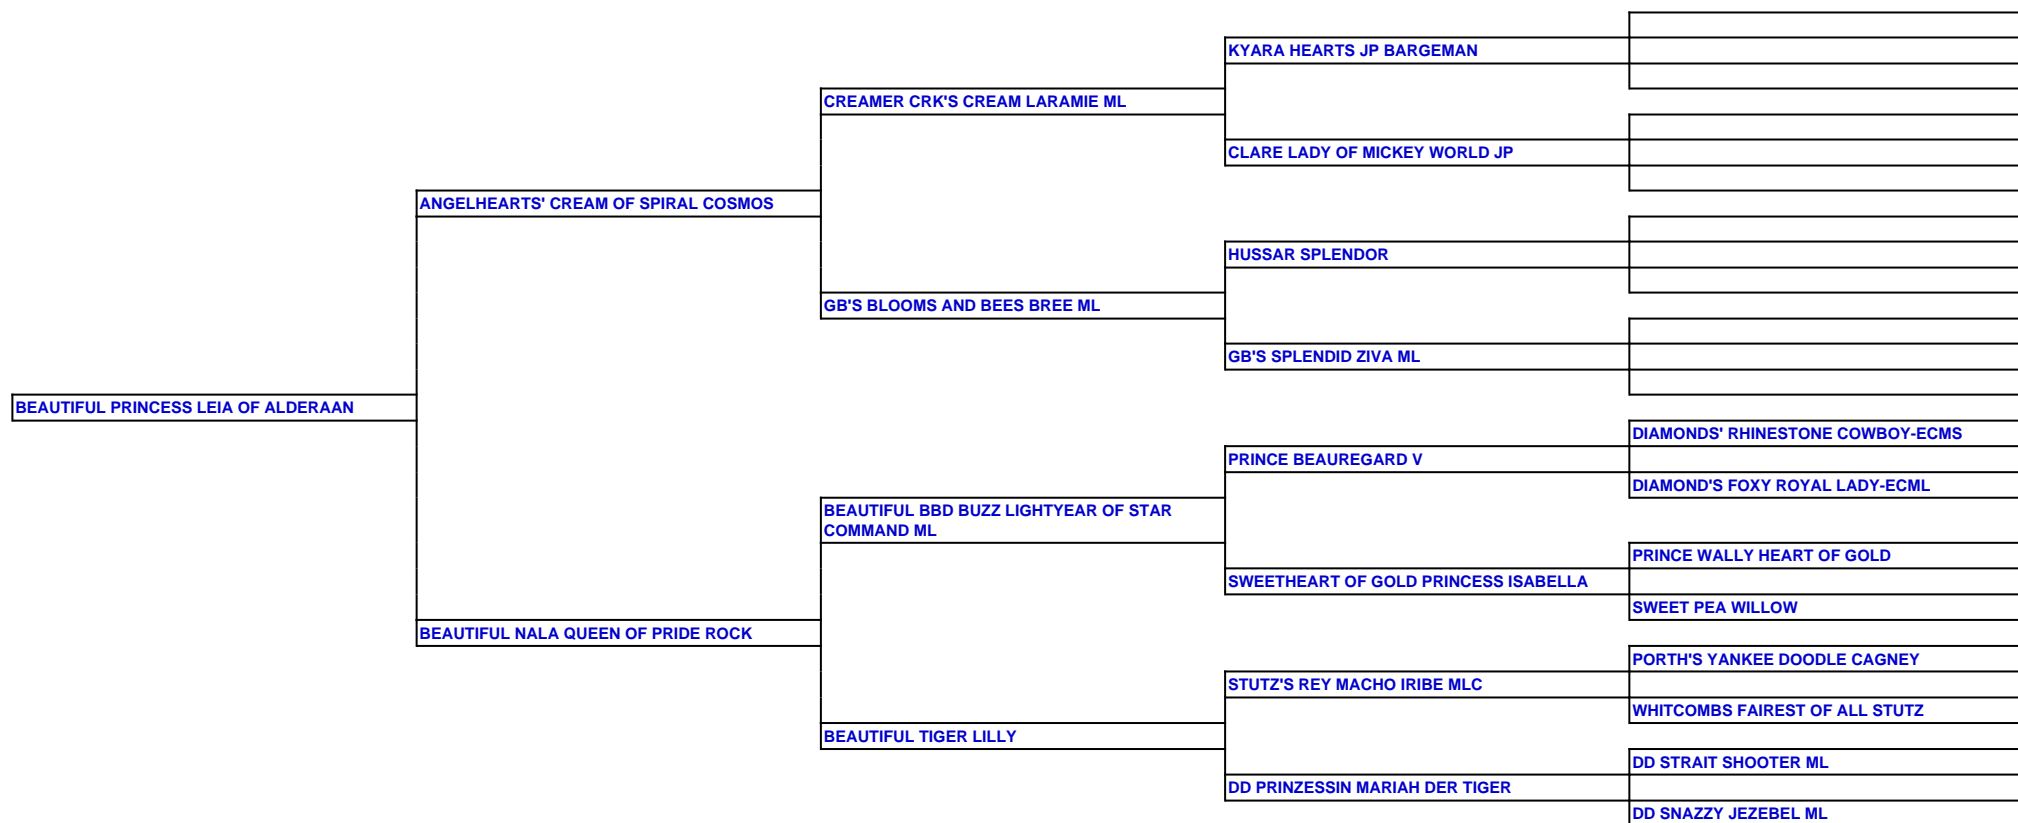 KYARA HEARTS JP BARGEMAN
CREAMER CRK'S CREAM LARAMIE ML
CLARE LADY OF MICKEY WORLD JP
ANGELHEARTS' CREAM OF SPIRAL COSMOS
HUSSAR SPLENDOR
GB'S BLOOMS AND BEES BREE ML
GB'S SPLENDID ZIVA ML
BEAUTIFUL PRINCESS LEIA OF ALDERAAN
DIAMONDS' RHINESTONE COWBOY-ECMS
PRINCE BEAUREGARD V
DIAMOND'S FOXY ROYAL LADY-ECML
BEAUTIFUL BBD BUZZ LIGHTYEAR OF STAR
COMMAND ML
PRINCE WALLY HEART OF GOLD
SWEETHEART OF GOLD PRINCESS ISABELLA
SWEET PEA WILLOW
BEAUTIFUL NALA QUEEN OF PRIDE ROCK
PORTH'S YANKEE DOODLE CAGNEY
STUTZ'S REY MACHO IRIBE MLC
WHITCOMBS FAIREST OF ALL STUTZ
BEAUTIFUL TIGER LILLY
DD STRAIT SHOOTER ML
DD PRINZESSIN MARIAH DER TIGER
DD SNAZZY JEZEBEL ML